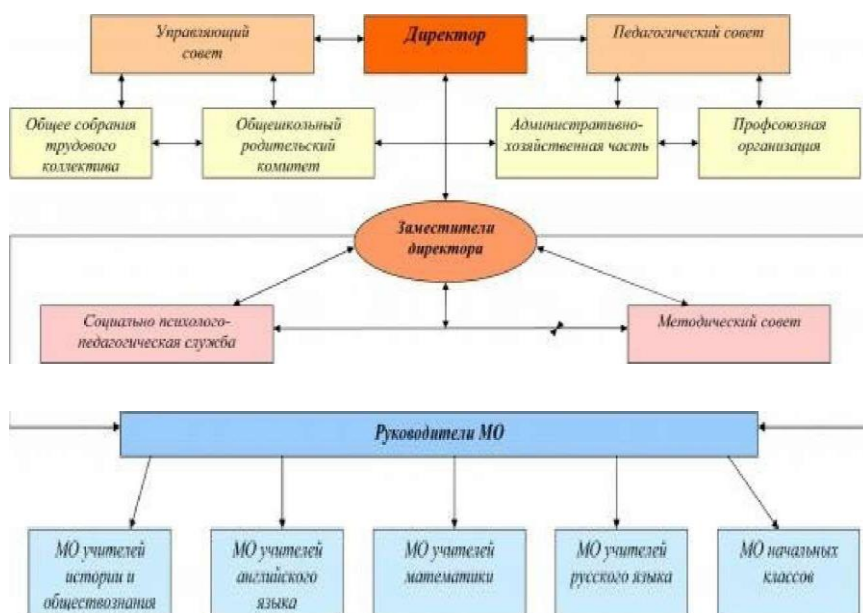 Управляющий
совет
Директор
Педагогический совет
Общее собрания
трудового
коллектива
Общешкольный
родительский
комитет
Административно-
хозяйственная часть
Профсоюзная
организация
Заместители
директора
Социально психолого-
педагогическая служба
Методический совет
Руководители МО
МО учителей
истории и
обществознания
МО учителей
английского
языка
МО учителей
математики
МО учителей
русского языка
МО начальных
классов